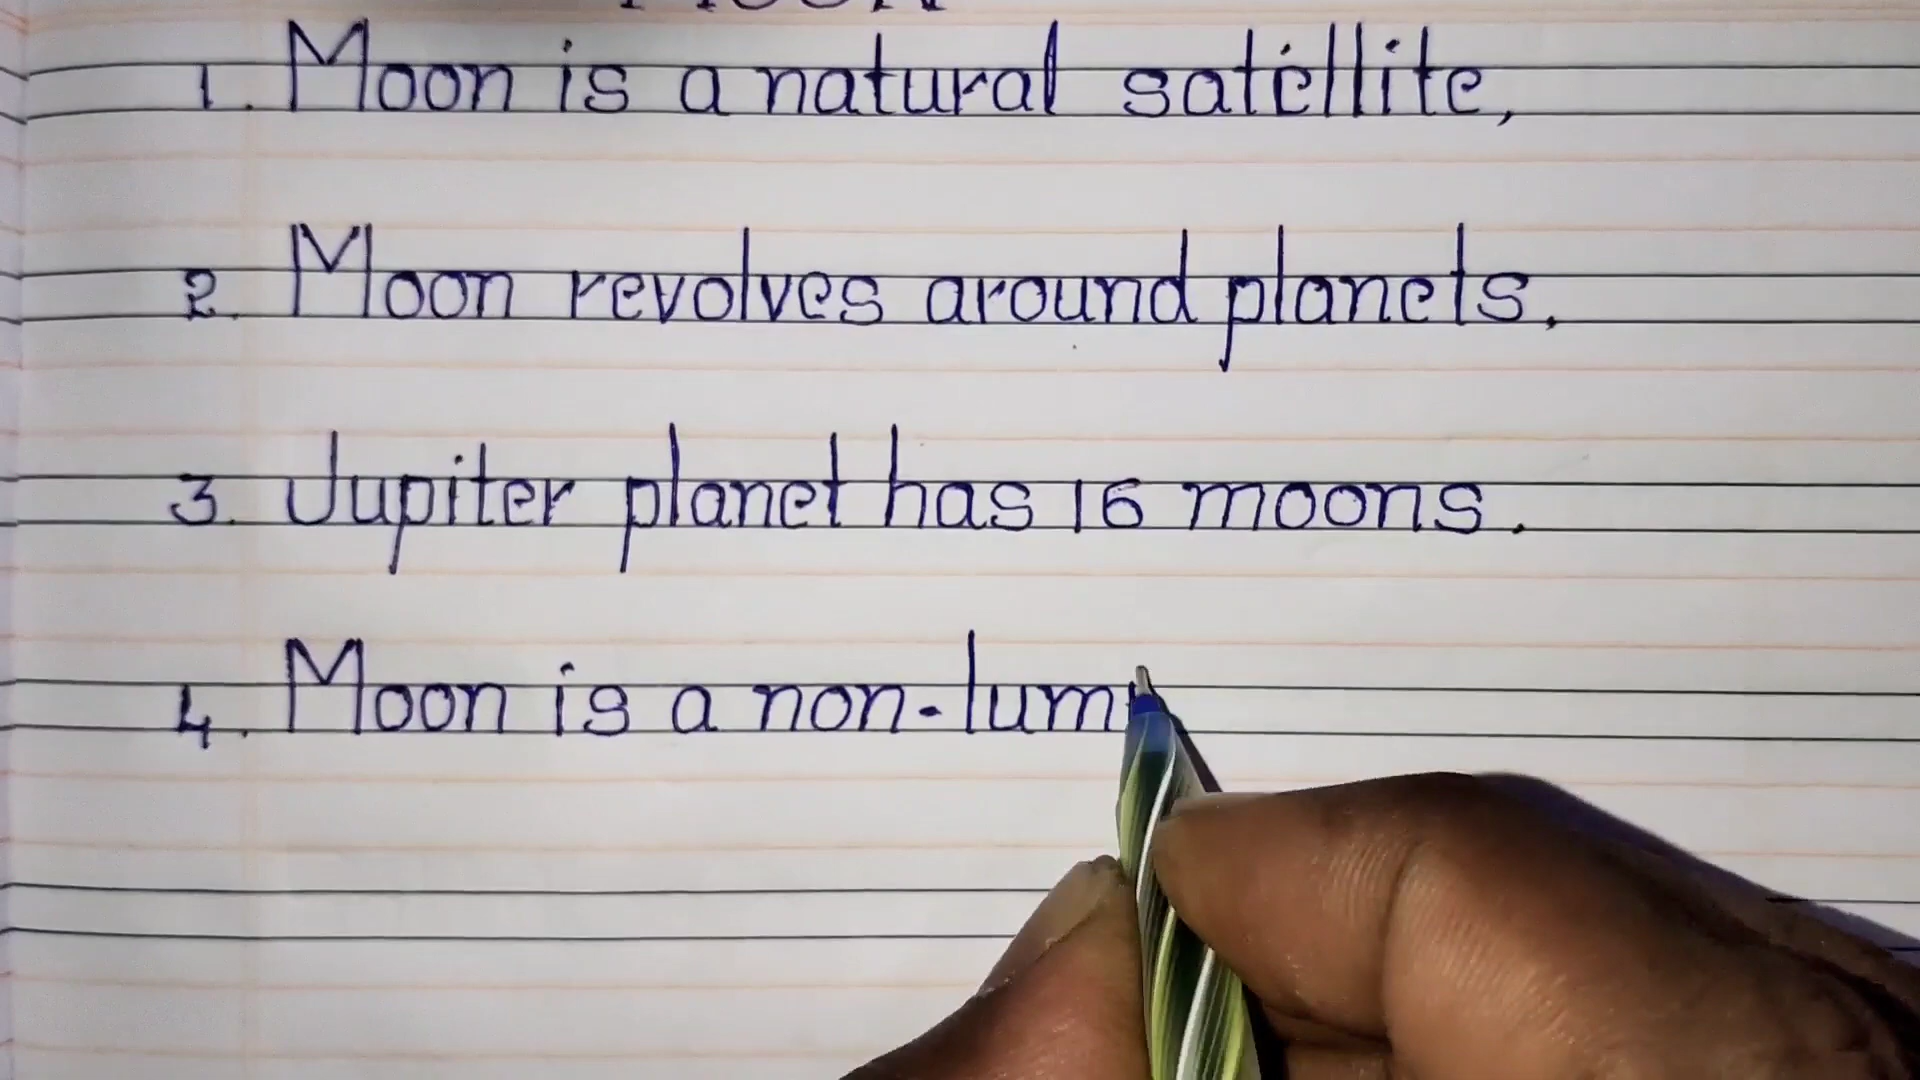 1. Moon is a natural satellite,
2. Moon revolves around planets.
3. Jupiter planet has 16 moons.
4. Moon is a non-lum